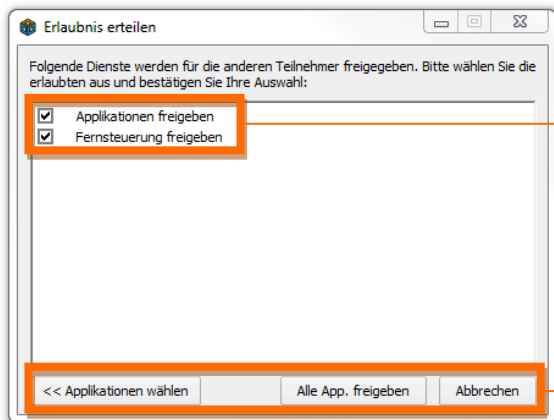 Erlaubnis erteilen
Folgende Dienste werden für die anderen Teilnehmer freigegeben. Bitte wählen Sie die
erlaubten aus und bestätigen Sie Ihre Auswahl:
Applikationen freigeben
Fernsteuerung freigeben
<< Applikationen wählen Alle App. freigeben Abbrechen